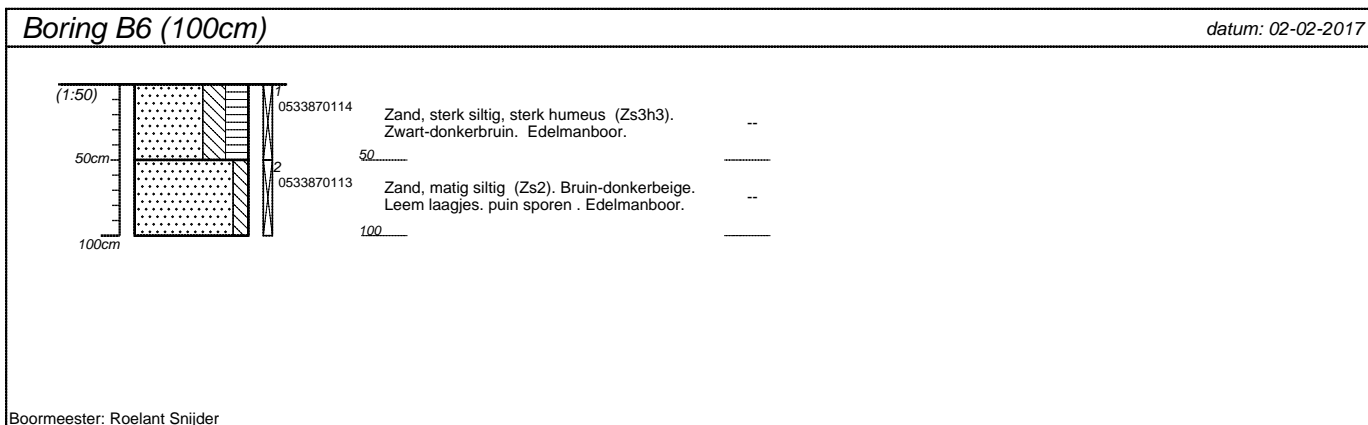 Boring B6 (100cm)
datum: 02-02-2017
(1:50)
1
0533870114
Zand, sterk siltig, sterk humeus (Zs3h3).
Zwart-donkerbruin. Edelmanboor.
--
50cm
50
2
0533870113
Zand, matig siltig (Zs2). Bruin-donkerbeige.
Leem laagjes. puin sporen . Edelmanboor.
--
100cm
100
Boormeester: Roelant Snijder